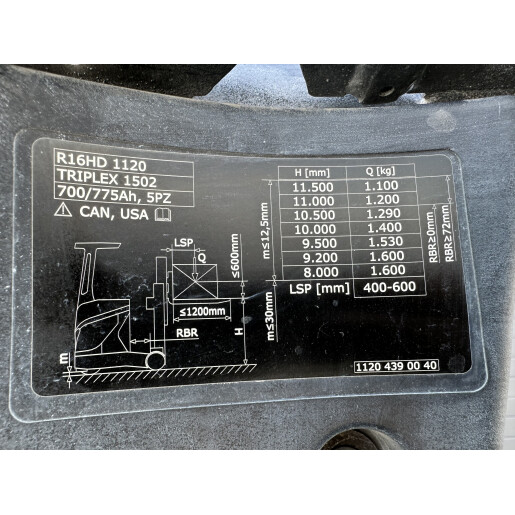 R16HD 1120
TRIPLEX 1502
700/775Ah, 5PZ
CAN, USA
H [mm] Q [kg]
11.500 1.100
11.000 1.200
10.500 1.290
10.000 1.400
9.500 1.530
9.200 1.600
8.000 1.600
LSP [mm] 400-600
LSP
Q
≤600mm
m≤12,5mm
m≤30mm
≤1200mm
RBR
H
m
RBR≥0mm
RBR≥72mm
1120 439 00 40